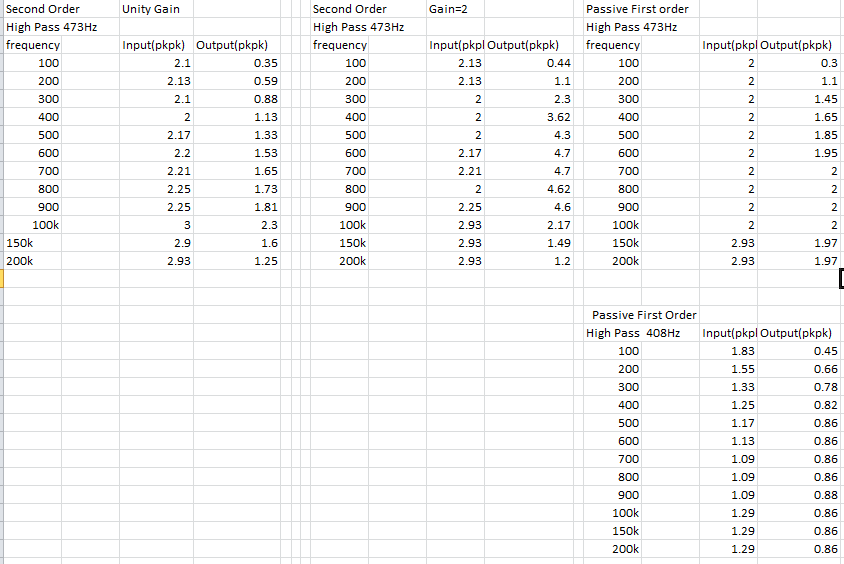 Second Order Unity Gain Second Order Gain=2 Passive First order
High Pass 473Hz High Pass 473Hz High Pass 473Hz
frequency Input(pkpk) Output(pkpk) frequency Input(pkpl Output(pkpk) frequency Input(pkpl Output(pkpk)
100 2.1 0.35 100 2.13 0.44 100 2 0.3
200 2.13 0.59 200 2.13 1.1 200 2 1.1
300 2.1 0.88 300 2 2.3 300 2 1.45
400 2 1.13 400 2 3.62 400 2 1.65
500 2.17 1.33 500 2 4.3 500 2 1.85
600 2.2 1.53 600 2.17 4.7 600 2 1.95
700 2.21 1.65 700 2.21 4.7 700 2 2
800 2.25 1.73 800 2 4.62 800 2 2
900 2.25 1.81 900 2.25 4.6 900 2 2
100k 3 2.3 100k 2.93 2.17 100k 2 2
150k 2.9 1.6 150k 2.93 1.49 150k 2.93 1.97
200k 2.93 1.25 200k 2.93 1.2 200k 2.93 1.97
Passive First Order
High Pass 408Hz Input(pkpl Output(pkpk)
100 1.83 0.45
200 1.55 0.66
300 1.33 0.78
400 1.25 0.82
500 1.17 0.86
600 1.13 0.86
700 1.09 0.86
800 1.09 0.86
900 1.09 0.88
100k 1.29 0.86
150k 1.29 0.86
200k 1.29 0.86